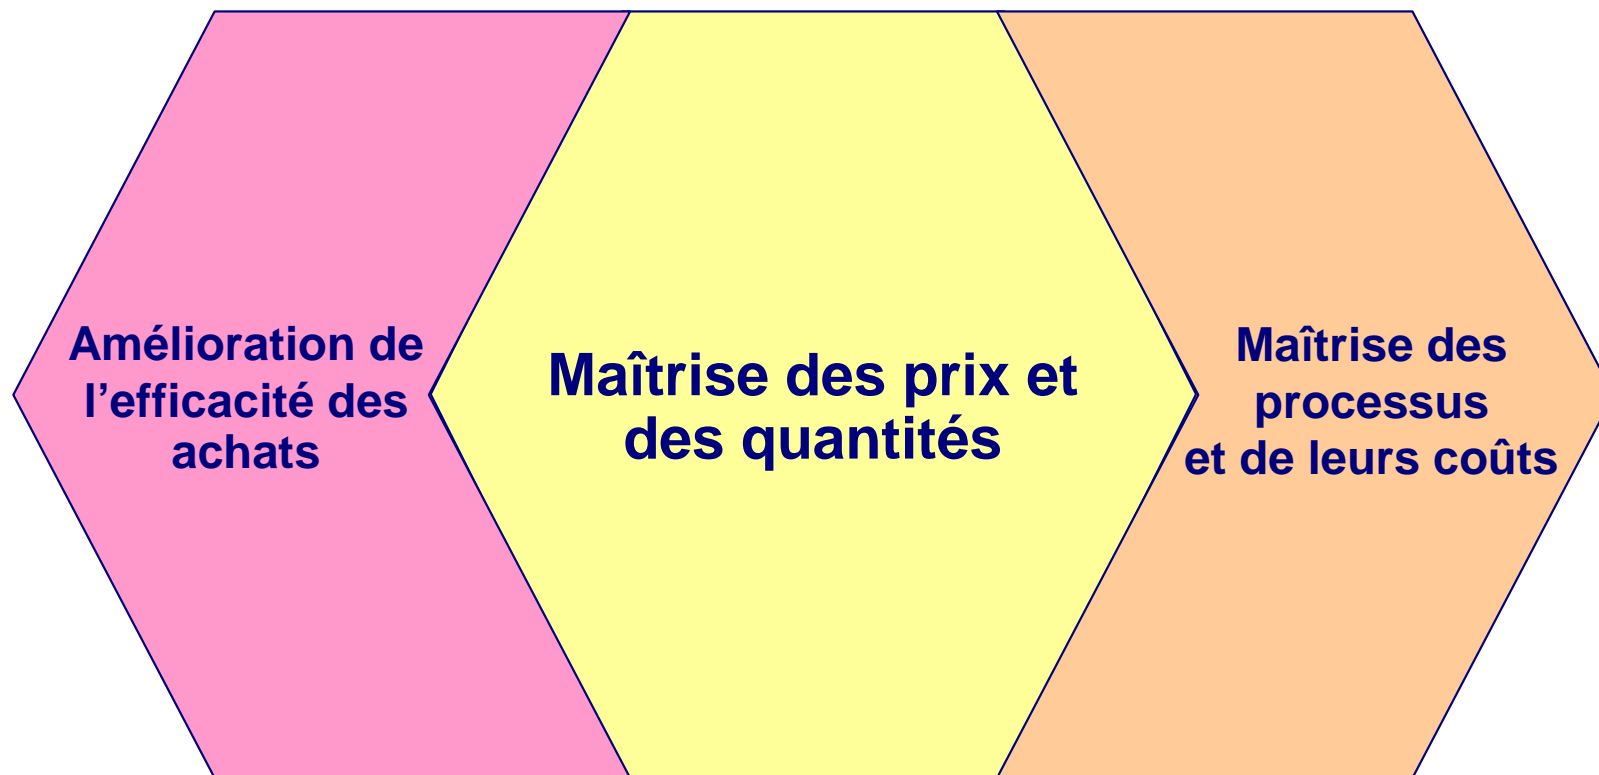 Amélioration de
l’efficacité des
achats
Maîtrise des prix et
des quantités
Maîtrise des
processus
et de leurs coûts